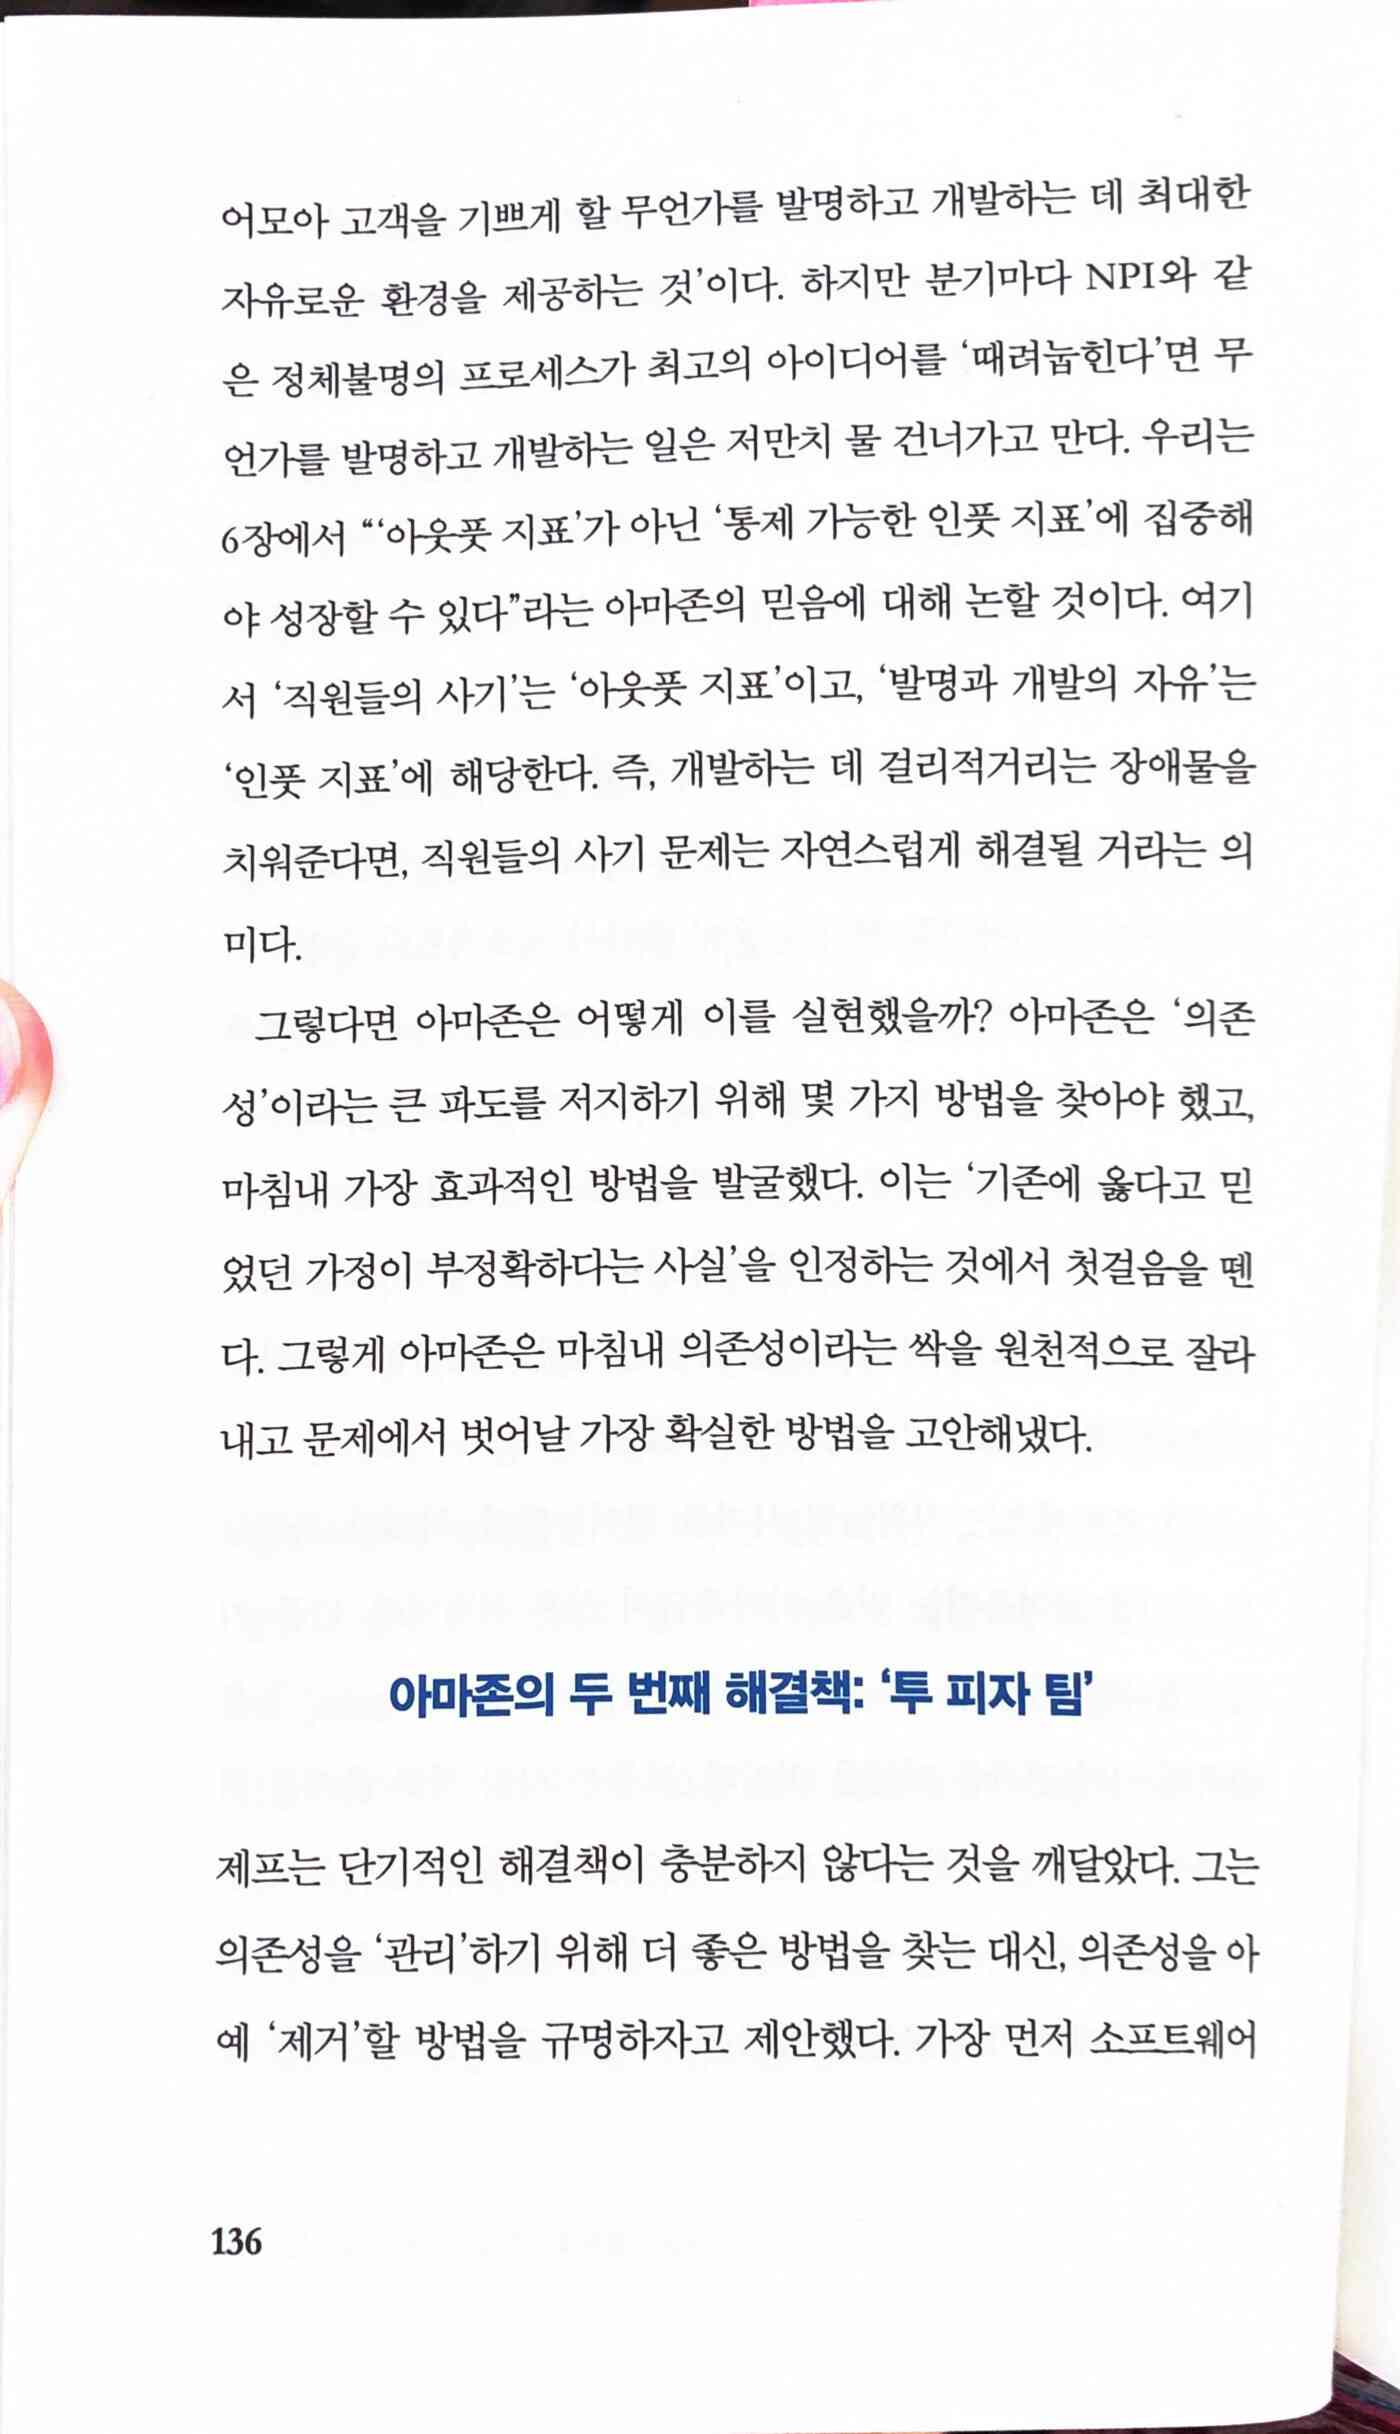 어모아 고객을 기쁘게 할 무언가를 발명하고 개발하는 데 최대한
자유로운 환경을 제공하는 것’이다. 하지만 분기마다 NPI와 같
은 정체불명의 프로세스가 최고의 아이디어를 ‘때려눕힌다’면 무
언가를 발명하고 개발하는 일은 저만치 물 건너가고 만다. 우리는
6장에서 “‘아웃풋 지표’가 아닌 ‘통제 가능한 인풋 지표’에 집중해
야 성장할 수 있다”라는 아마존의 믿음에 대해 논할 것이다. 여기
서 ‘직원들의 사기’는 ‘아웃풋 지표’이고, ‘발명과 개발의 자유’는
‘인풋 지표’에 해당한다. 즉, 개발하는 데 걸리적거리는 장애물을
치워준다면, 직원들의 사기 문제는 자연스럽게 해결될 거라는 의
미다.
그렇다면 아마존은 어떻게 이를 실현했을까? 아마존은 ‘의존
성’이라는 큰 파도를 저지하기 위해 몇 가지 방법을 찾아야 했고,
마침내 가장 효과적인 방법을 발굴했다. 이는 ‘기존에 옳다고 믿
었던 가정이 부정확하다는 사실’을 인정하는 것에서 첫걸음을 뗀
다. 그렇게 아마존은 마침내 의존성이라는 싹을 원천적으로 잘라
내고 문제에서 벗어날 가장 확실한 방법을 고안해냈다.
아마존의 두 번째 해결책: ‘투 피자 팀’
제프는 단기적인 해결책이 충분하지 않다는 것을 깨달았다. 그는
의존성을 ‘관리’하기 위해 더 좋은 방법을 찾는 대신, 의존성을 아
예 ‘제거’할 방법을 규명하자고 제안했다. 가장 먼저 소프트웨어
136